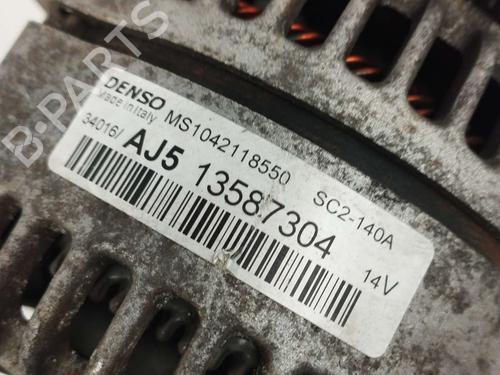 B-PARTS
DENSO MS1042118550 SC2-140A
Made in Italy
34016/ AJ5 13587304 14V